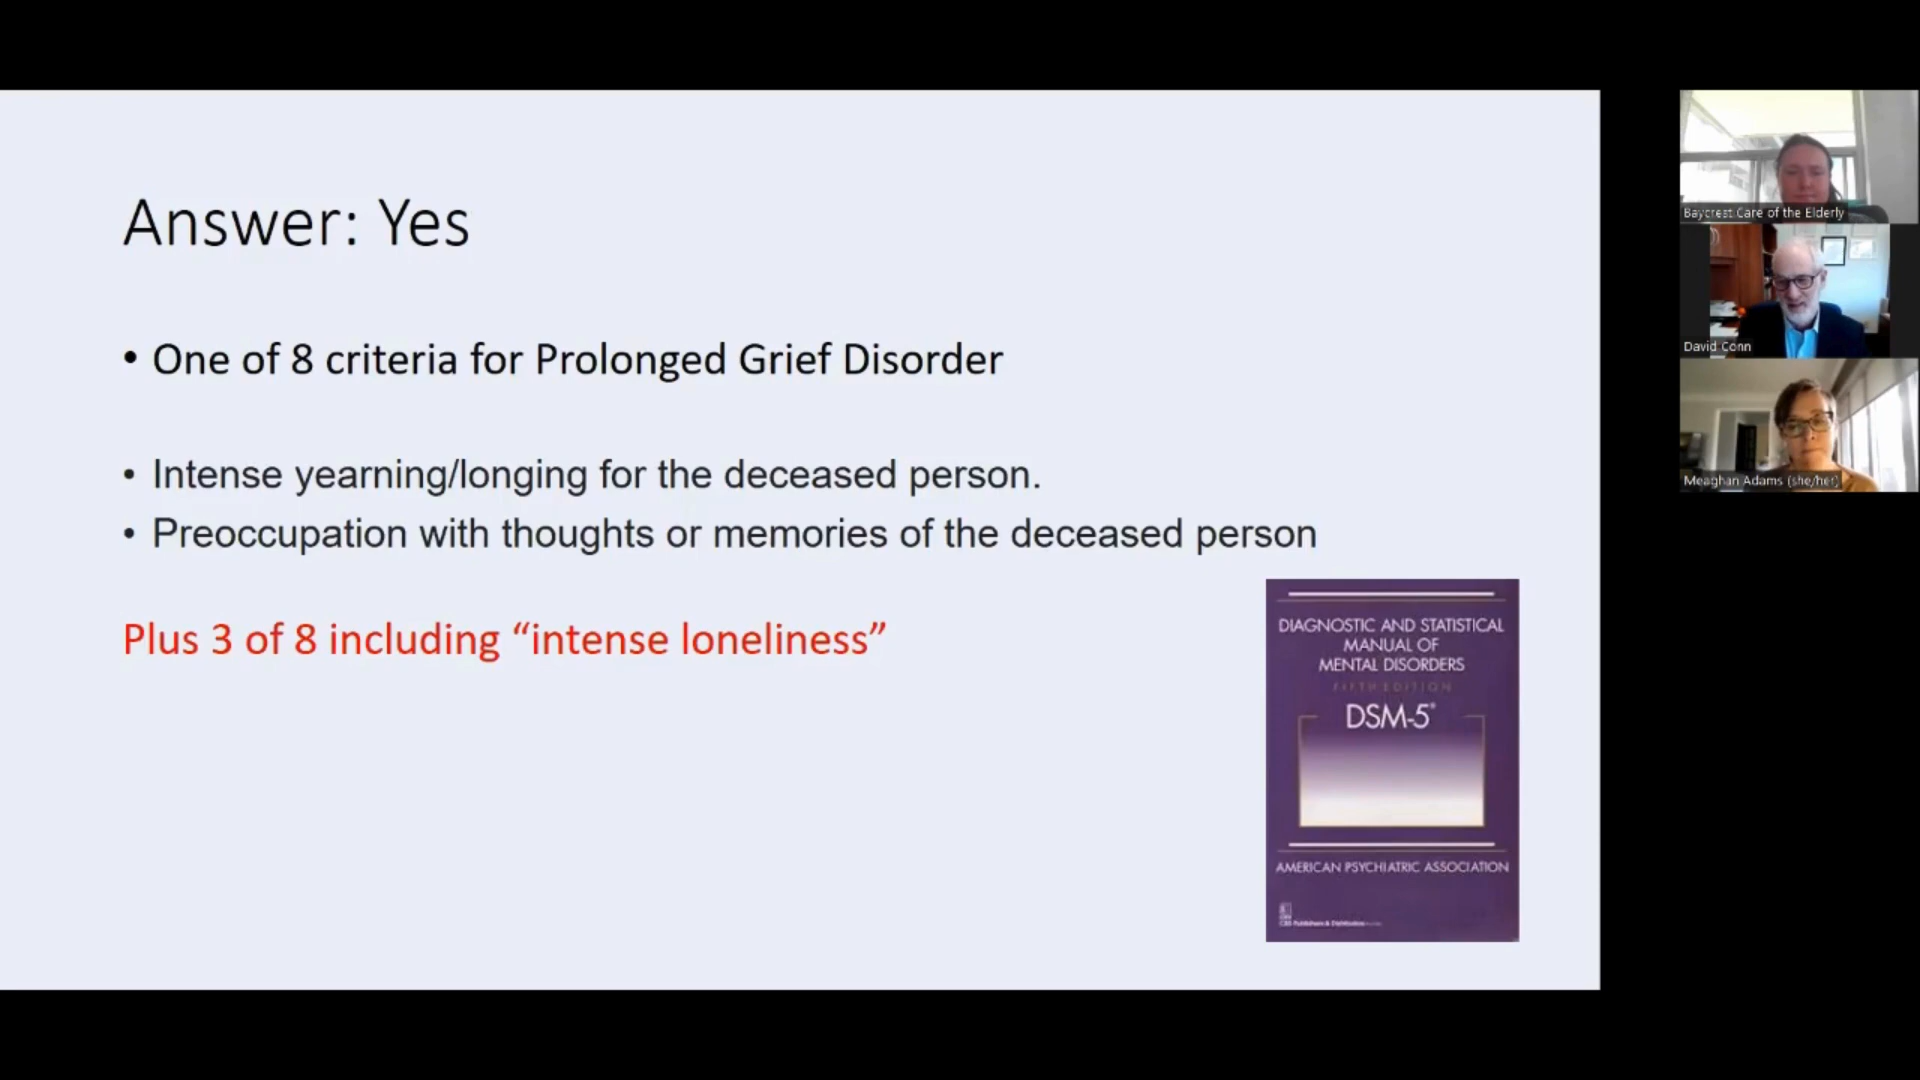 Answer: Yes
• One of 8 criteria for Prolonged Grief Disorder
• Intense yearning/longing for the deceased person.
• Preoccupation with thoughts or memories of the deceased person
Plus 3 of 8 including “intense loneliness”
DIAGNOSTIC AND STATISTICAL
MANUAL OF
MENTAL DISORDERS
FIFTH EDITION
DSM-5®
AMERICAN PSYCHIATRIC ASSOCIATION
CBS Publishers & Distributors
Baycrest Care of the Elderly
David Conn
Meaghan Adams (she/her)